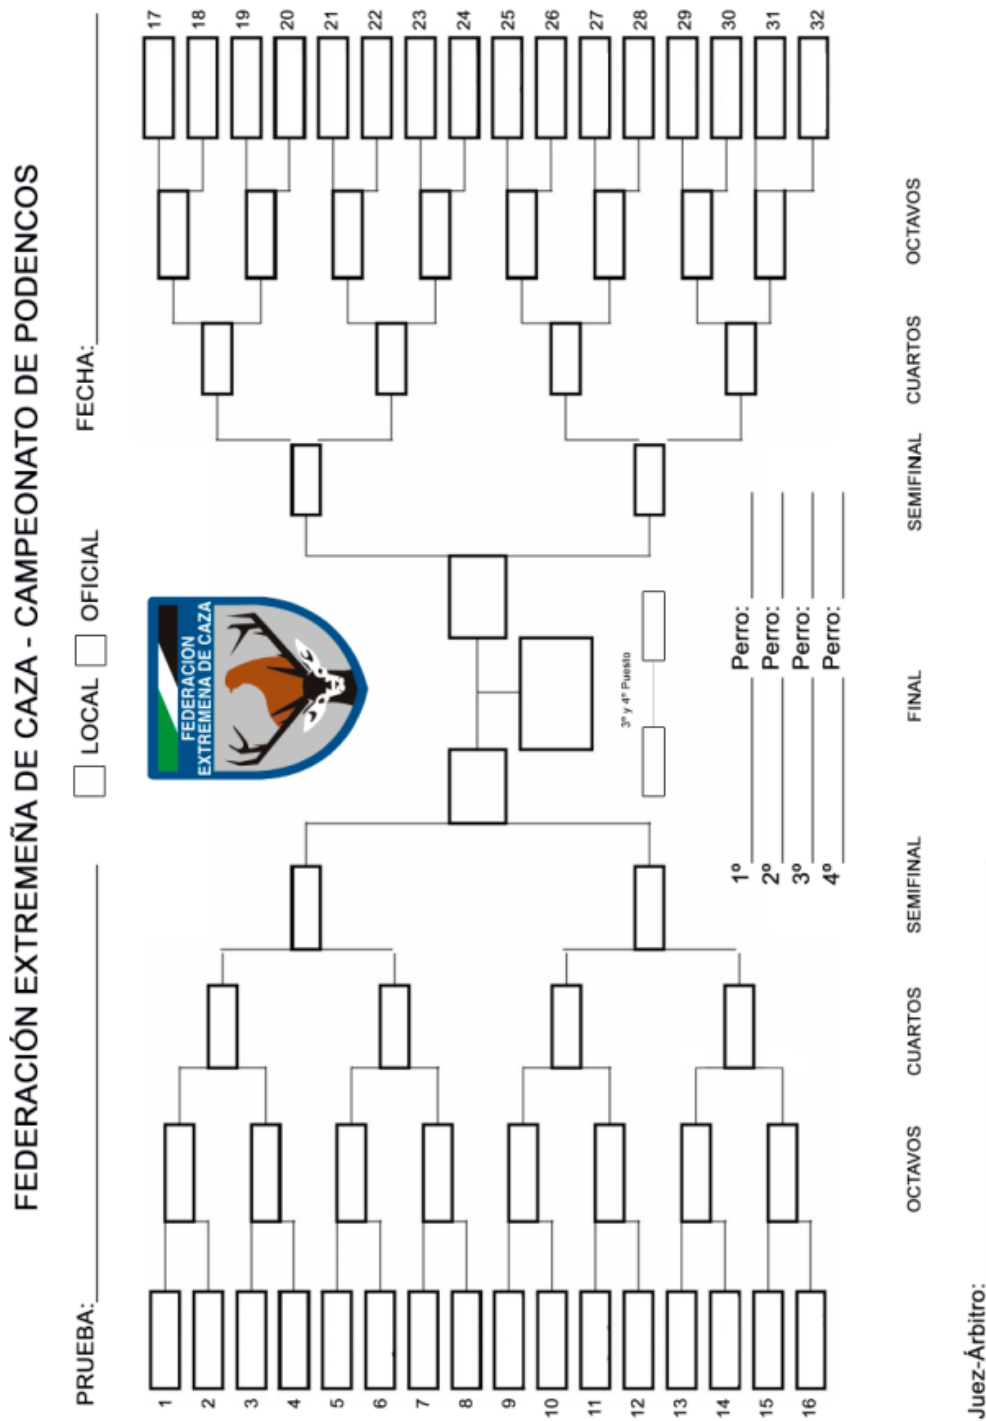 FEDERACIÓN EXTREMEÑA DE CAZA - CAMPEONATO DE PODENCOS
PRUEBA: LOCAL OFICIAL FECHA:
FEDERACION
EXTREMEÑA DE CAZA
1 17
2 18
3 19
4 20
5 21
6 22
7 23
8 24
9 25
10 26
11 27
12 28
13 29
14 30
15 31
16 32
3º y 4º Puesto
1º Perro:
2º Perro:
3º Perro:
4º Perro:
OCTAVOS CUARTOS SEMIFINAL FINAL SEMIFINAL CUARTOS OCTAVOS
Juez-Árbitro: